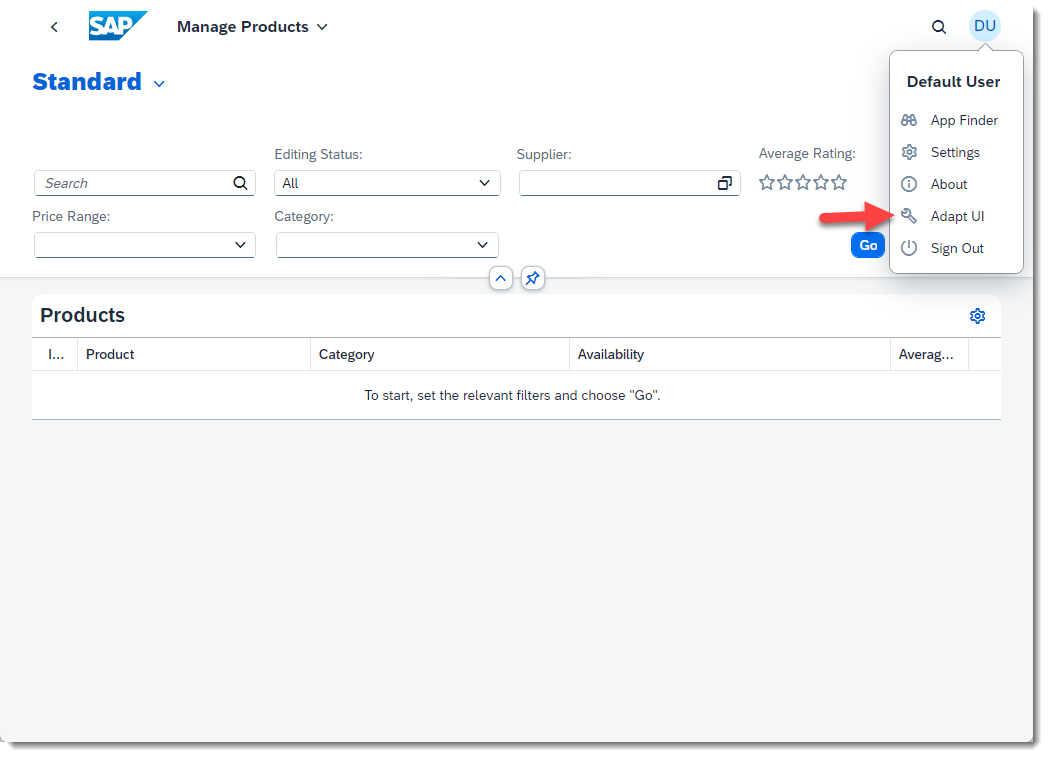 SAP Manage Products
DU
Standard
Default User
App Finder
Settings
About
Adapt UI
Sign Out
Editing Status:
Supplier:
Average Rating:
Search
All
Price Range:
Category:
Go
Products
I...
Product
Category
Availability
Averag...
To start, set the relevant filters and choose "Go".